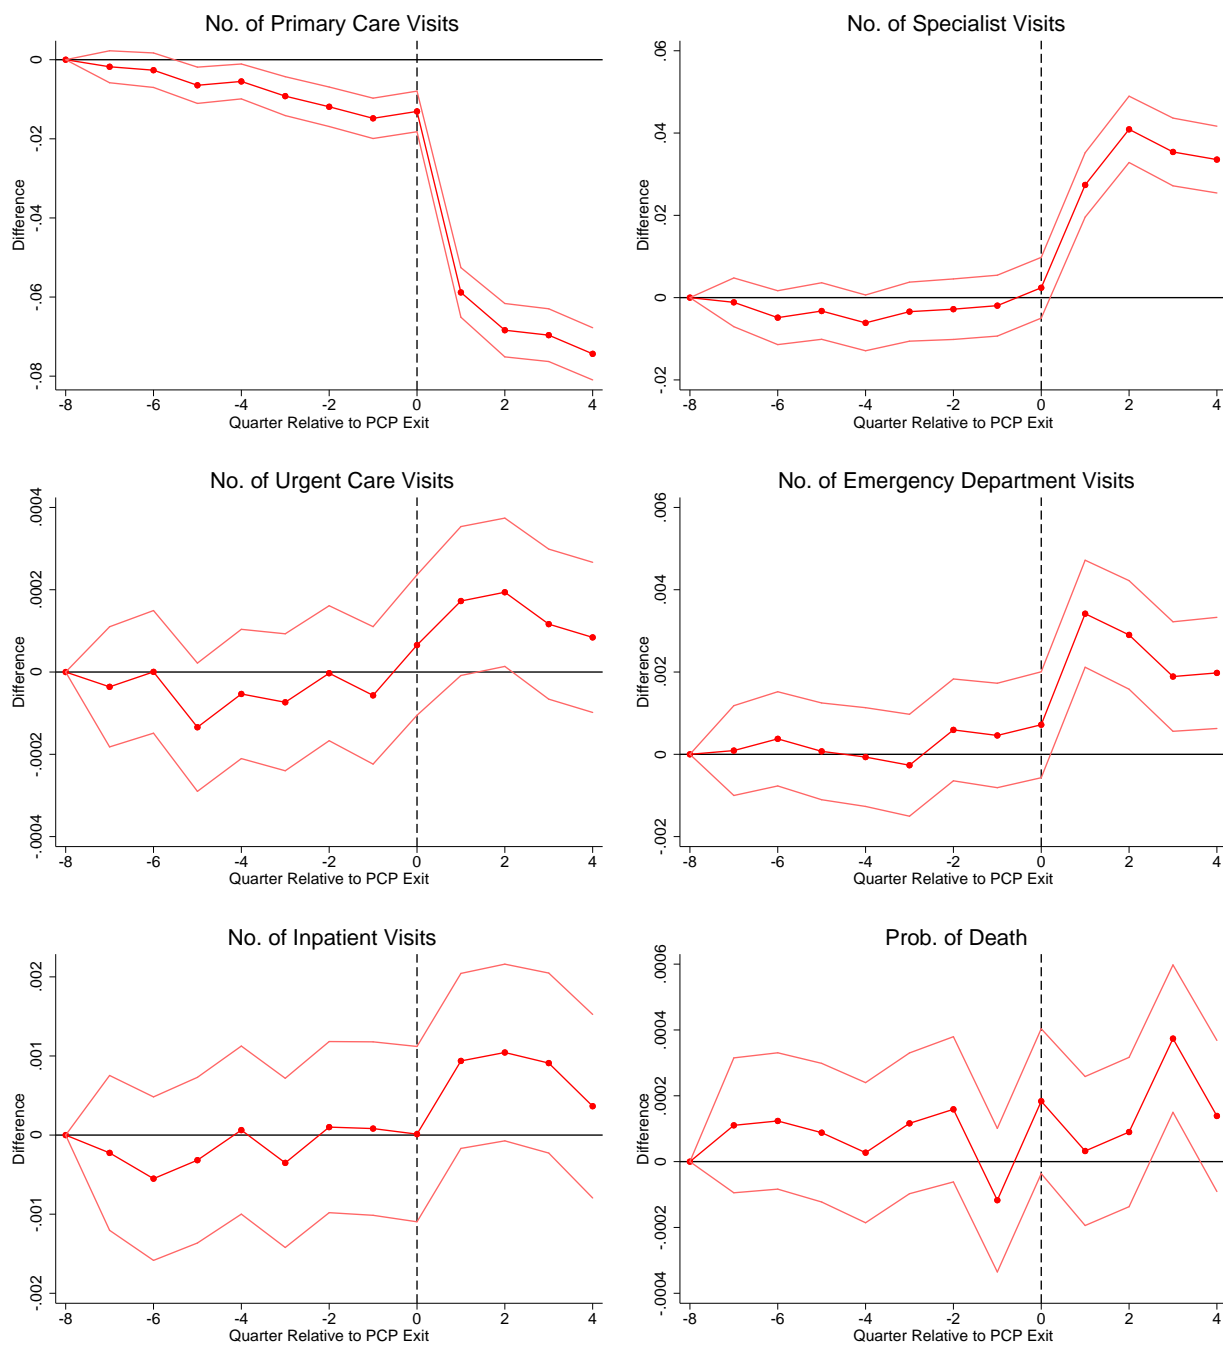 No. of Primary Care Visits
0
-.02
-.04
-.06
-.08
Difference
-8 -6 -4 -2 0 2 4
Quarter Relative to PCP Exit
No. of Specialist Visits
.06
.04
.02
0
-.02
Difference
-8 -6 -4 -2 0 2 4
Quarter Relative to PCP Exit
No. of Urgent Care Visits
.0004
.0002
0
-.0002
-.0004
Difference
-8 -6 -4 -2 0 2 4
Quarter Relative to PCP Exit
No. of Emergency Department Visits
.006
.004
.002
0
-.002
Difference
-8 -6 -4 -2 0 2 4
Quarter Relative to PCP Exit
No. of Inpatient Visits
.002
.001
0
-.001
-.002
Difference
-8 -6 -4 -2 0 2 4
Quarter Relative to PCP Exit
Prob. of Death
.0006
.0004
.0002
0
-.0002
-.0004
Difference
-8 -6 -4 -2 0 2 4
Quarter Relative to PCP Exit